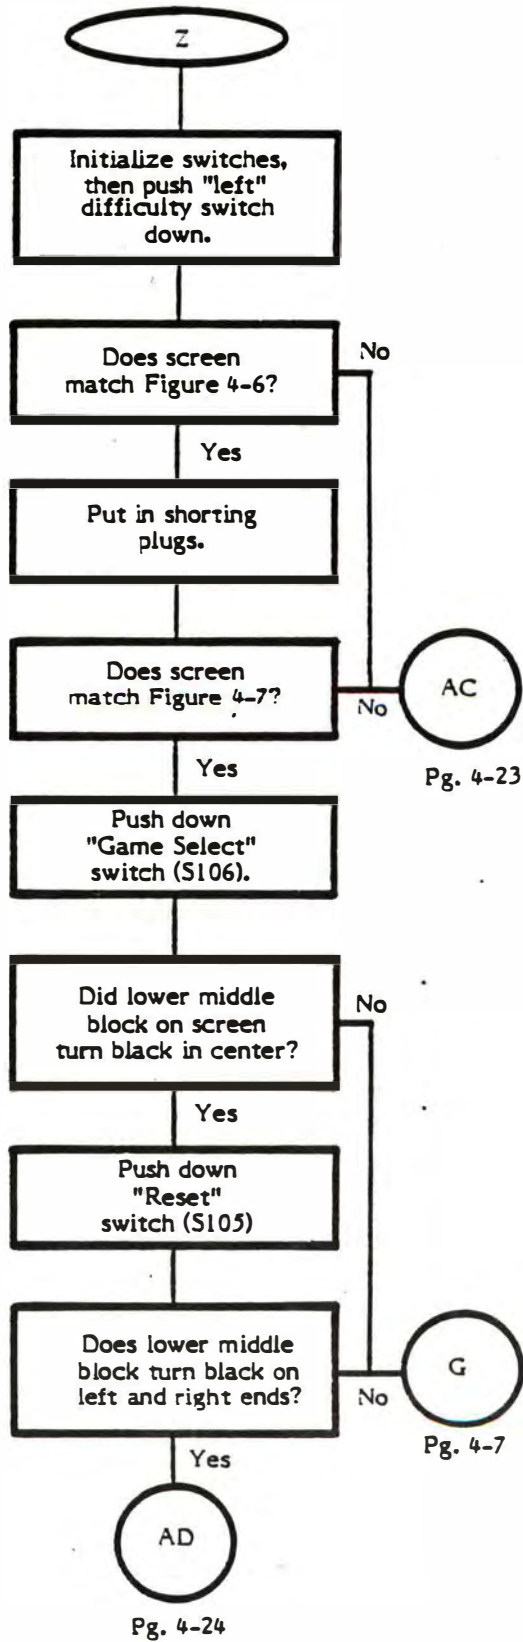 Z
Initialize switches,
then push "left"
difficulty switch
down.
Does screen
match Figure 4-6?
No
Yes
Put in shorting
plugs.
Does screen
match Figure 4-7?
No
AC
Pg. 4-23
Yes
Push down
"Game Select"
switch (S106).
Did lower middle
block on screen
turn black in center?
No
Yes
Push down
"Reset"
switch (S105)
Does lower middle
block turn black on
left and right ends?
No
G
Pg. 4-7
Yes
AD
Pg. 4-24